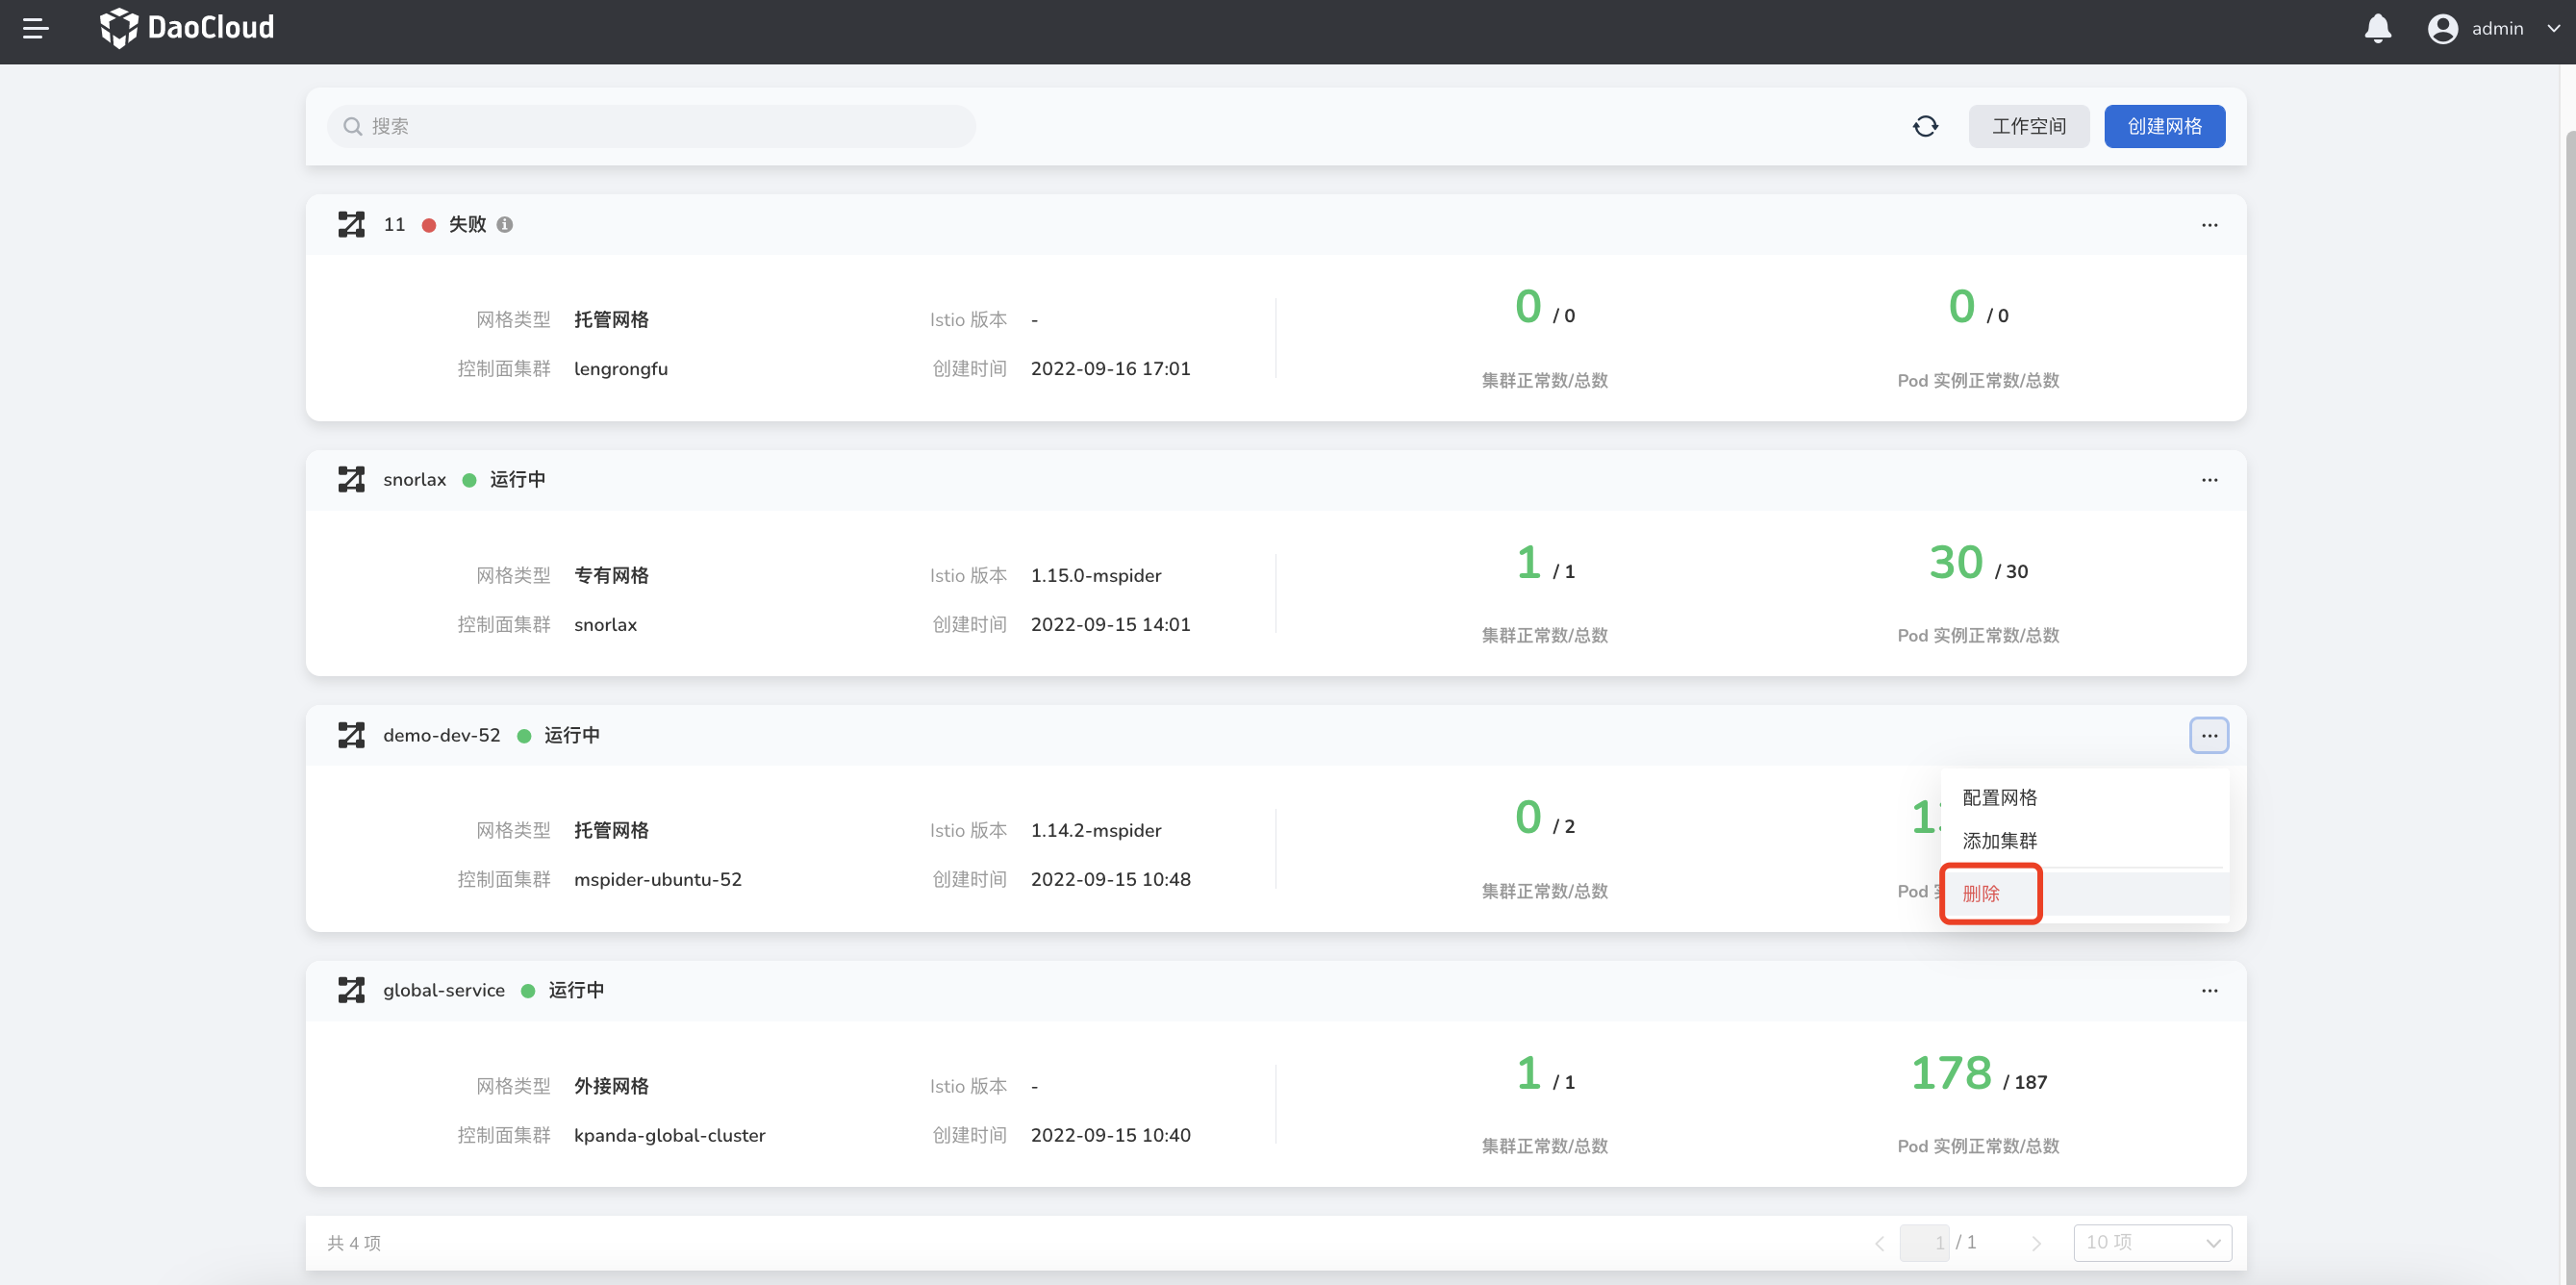 DaoCloud
admin
搜索
工作空间
创建网格
11 失败
网格类型 托管网格 Istio 版本 -
0 / 0
0 / 0
控制面集群 lengrongfu 创建时间 2022-09-16 17:01
集群正常数/总数
Pod 实例正常数/总数
snorlax 运行中
网格类型 专有网格 Istio 版本 1.15.0-mspider
1 / 1
30 / 30
控制面集群 snorlax 创建时间 2022-09-15 14:01
集群正常数/总数
Pod 实例正常数/总数
demo-dev-52 运行中
配置网格
添加集群
删除
网格类型 托管网格 Istio 版本 1.14.2-mspider
0 / 2
控制面集群 mspider-ubuntu-52 创建时间 2022-09-15 10:48
集群正常数/总数
Pod
global-service 运行中
网格类型 外接网格 Istio 版本 -
1 / 1
178 / 187
控制面集群 kpanda-global-cluster 创建时间 2022-09-15 10:40
集群正常数/总数
Pod 实例正常数/总数
共 4 项
1 / 1
10 项